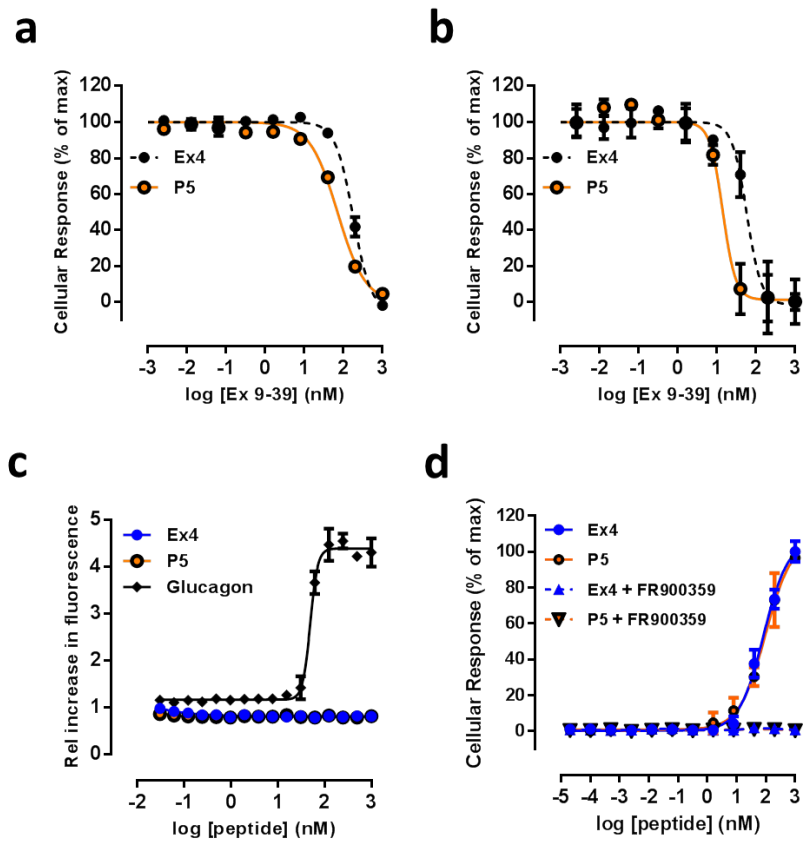 a
Cellular Response (% of max)
120
100
80
60
40
20
0
Ex4
P5
-3 -2 -1 0 1 2 3
log [Ex 9-39] (nM)
b
Cellular Response (% of max)
120
100
80
60
40
20
0
Ex4
P5
-3 -2 -1 0 1 2 3
log [Ex 9-39] (nM)
c
Rel increase in fluorescence
5
4
3
2
1
0
Ex4
P5
Glucagon
-2 -1 0 1 2 3
log [peptide] (nM)
d
Cellular Response (% of max)
120
100
80
60
40
20
0
Ex4
P5
Ex4 + FR900359
P5 + FR900359
-5 -4 -3 -2 -1 0 1 2 3
log [peptide] (nM)